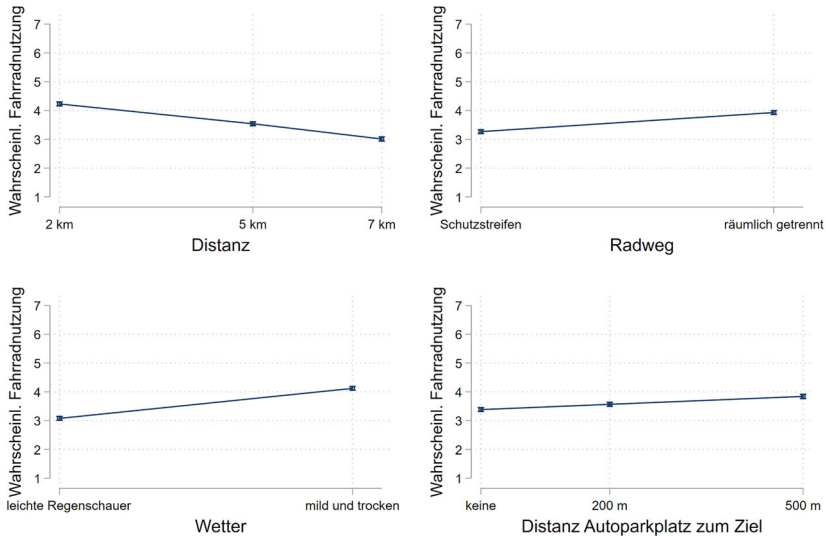 Wahrscheinl. Fahrradnutzung
7
6
5
4
3
2
1
2 km
5 km
7 km
Distanz
Wahrscheinl. Fahrradnutzung
7
6
5
4
3
2
1
Schutzstreifen
räumlich getrennt
Radweg
Wahrscheinl. Fahrradnutzung
7
6
5
4
3
2
1
leichte Regenschauer
mild und trocken
Wetter
Wahrscheinl. Fahrradnutzung
7
6
5
4
3
2
1
keine
200 m
500 m
Distanz Autoparkplatz zum Ziel